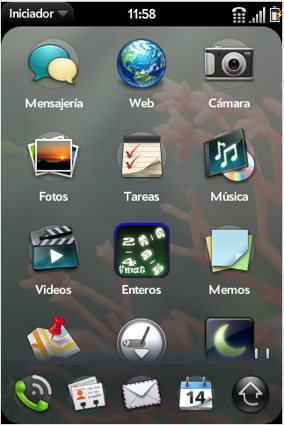 Iniciador 11:58
Mensajería Web Cámara
Fotos Tareas Música
Videos Enteros Memos
14